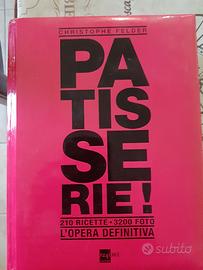 CHRISTOPHE FELDER
PA
TIS
SE
RIE!
210 RICETTE • 3200 FOTO
L'OPERA DEFINITIVA
subito